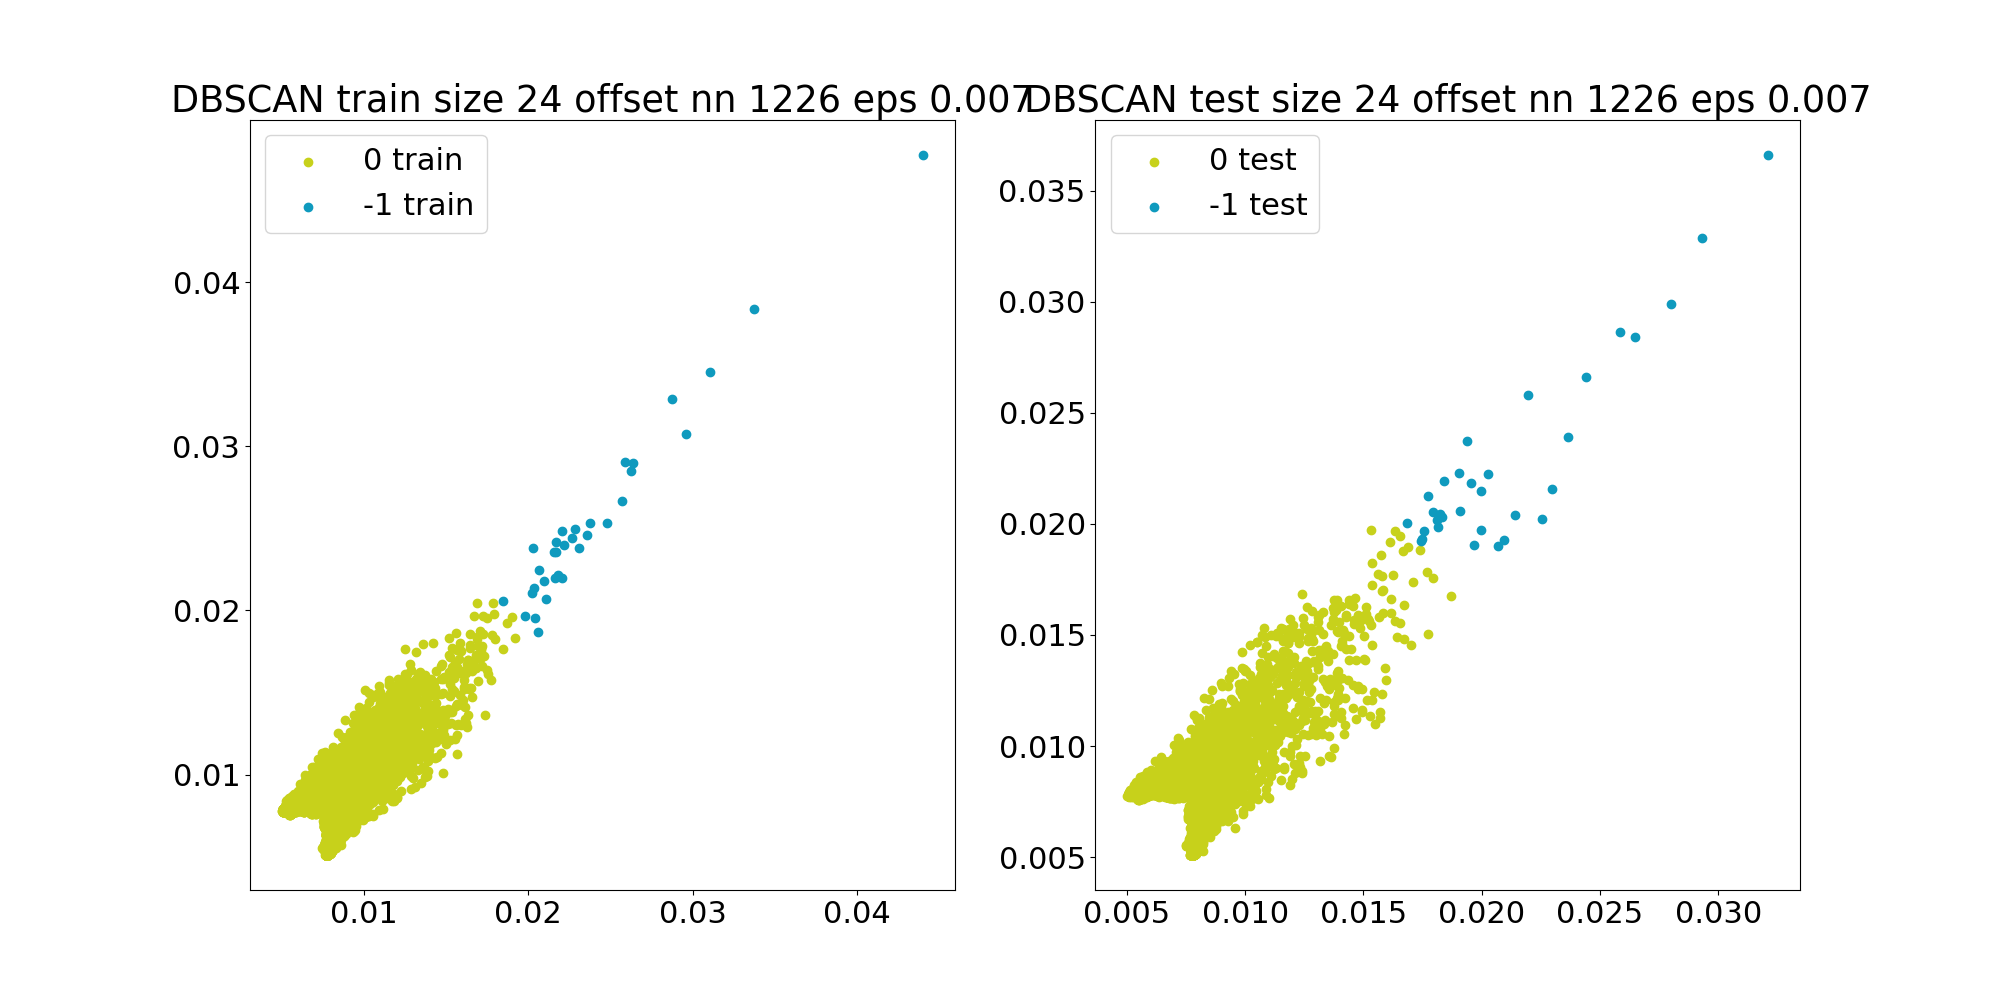 DBSCAN train size 24 offset nn 1226 eps 0.007
0 train
-1 train
0.04
0.03
0.02
0.01
0.01 0.02 0.03 0.04
DBSCAN test size 24 offset nn 1226 eps 0.007
0 test
-1 test
0.035
0.030
0.025
0.020
0.015
0.010
0.005
0.005 0.010 0.015 0.020 0.025 0.030